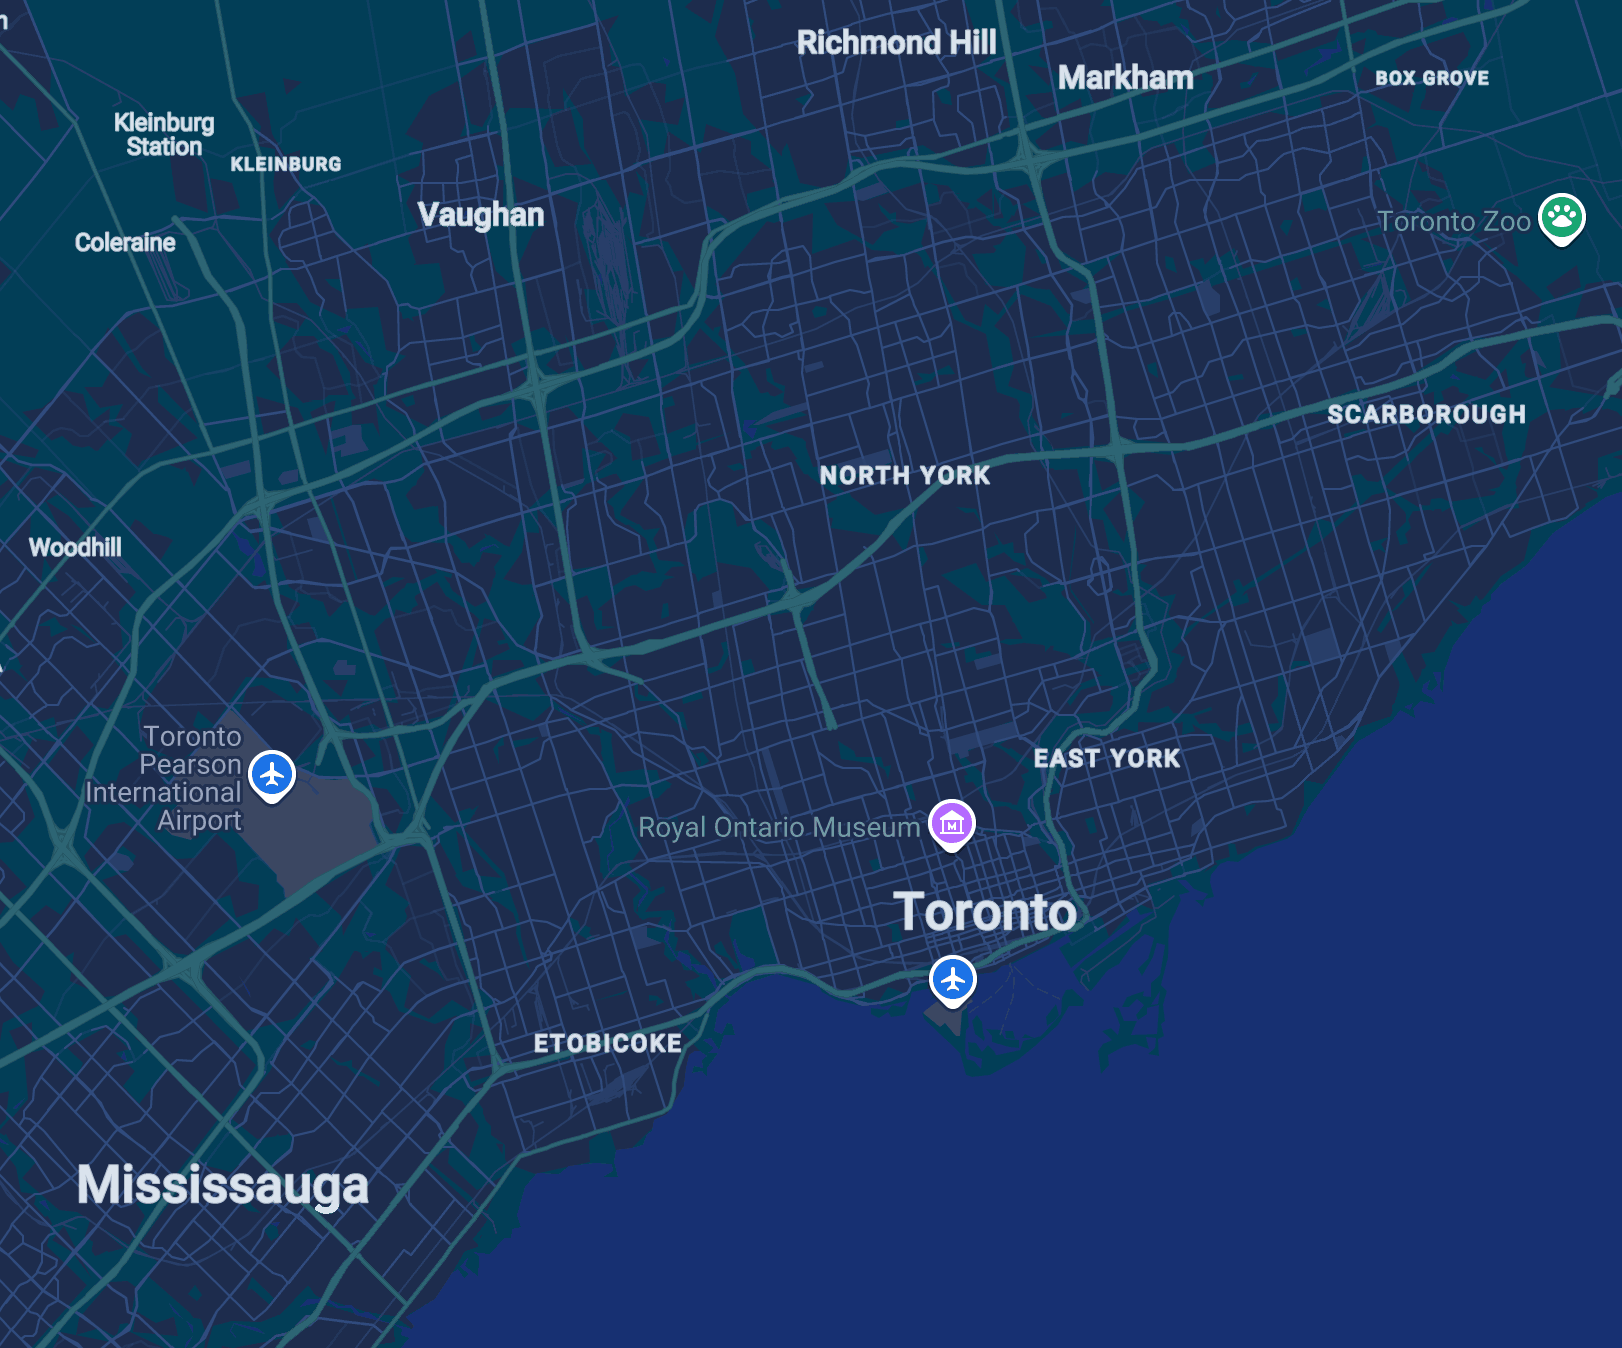 Richmond Hill
Markham
BOX GROVE
Kleinburg
Station
KLEINBURG
Vaughan
Toronto Zoo
Coleraine
SCARBOROUGH
NORTH YORK
Woodhill
Toronto
Pearson
International
Airport
EAST YORK
Royal Ontario Museum
M
Toronto
ETOBICOKE
Mississauga